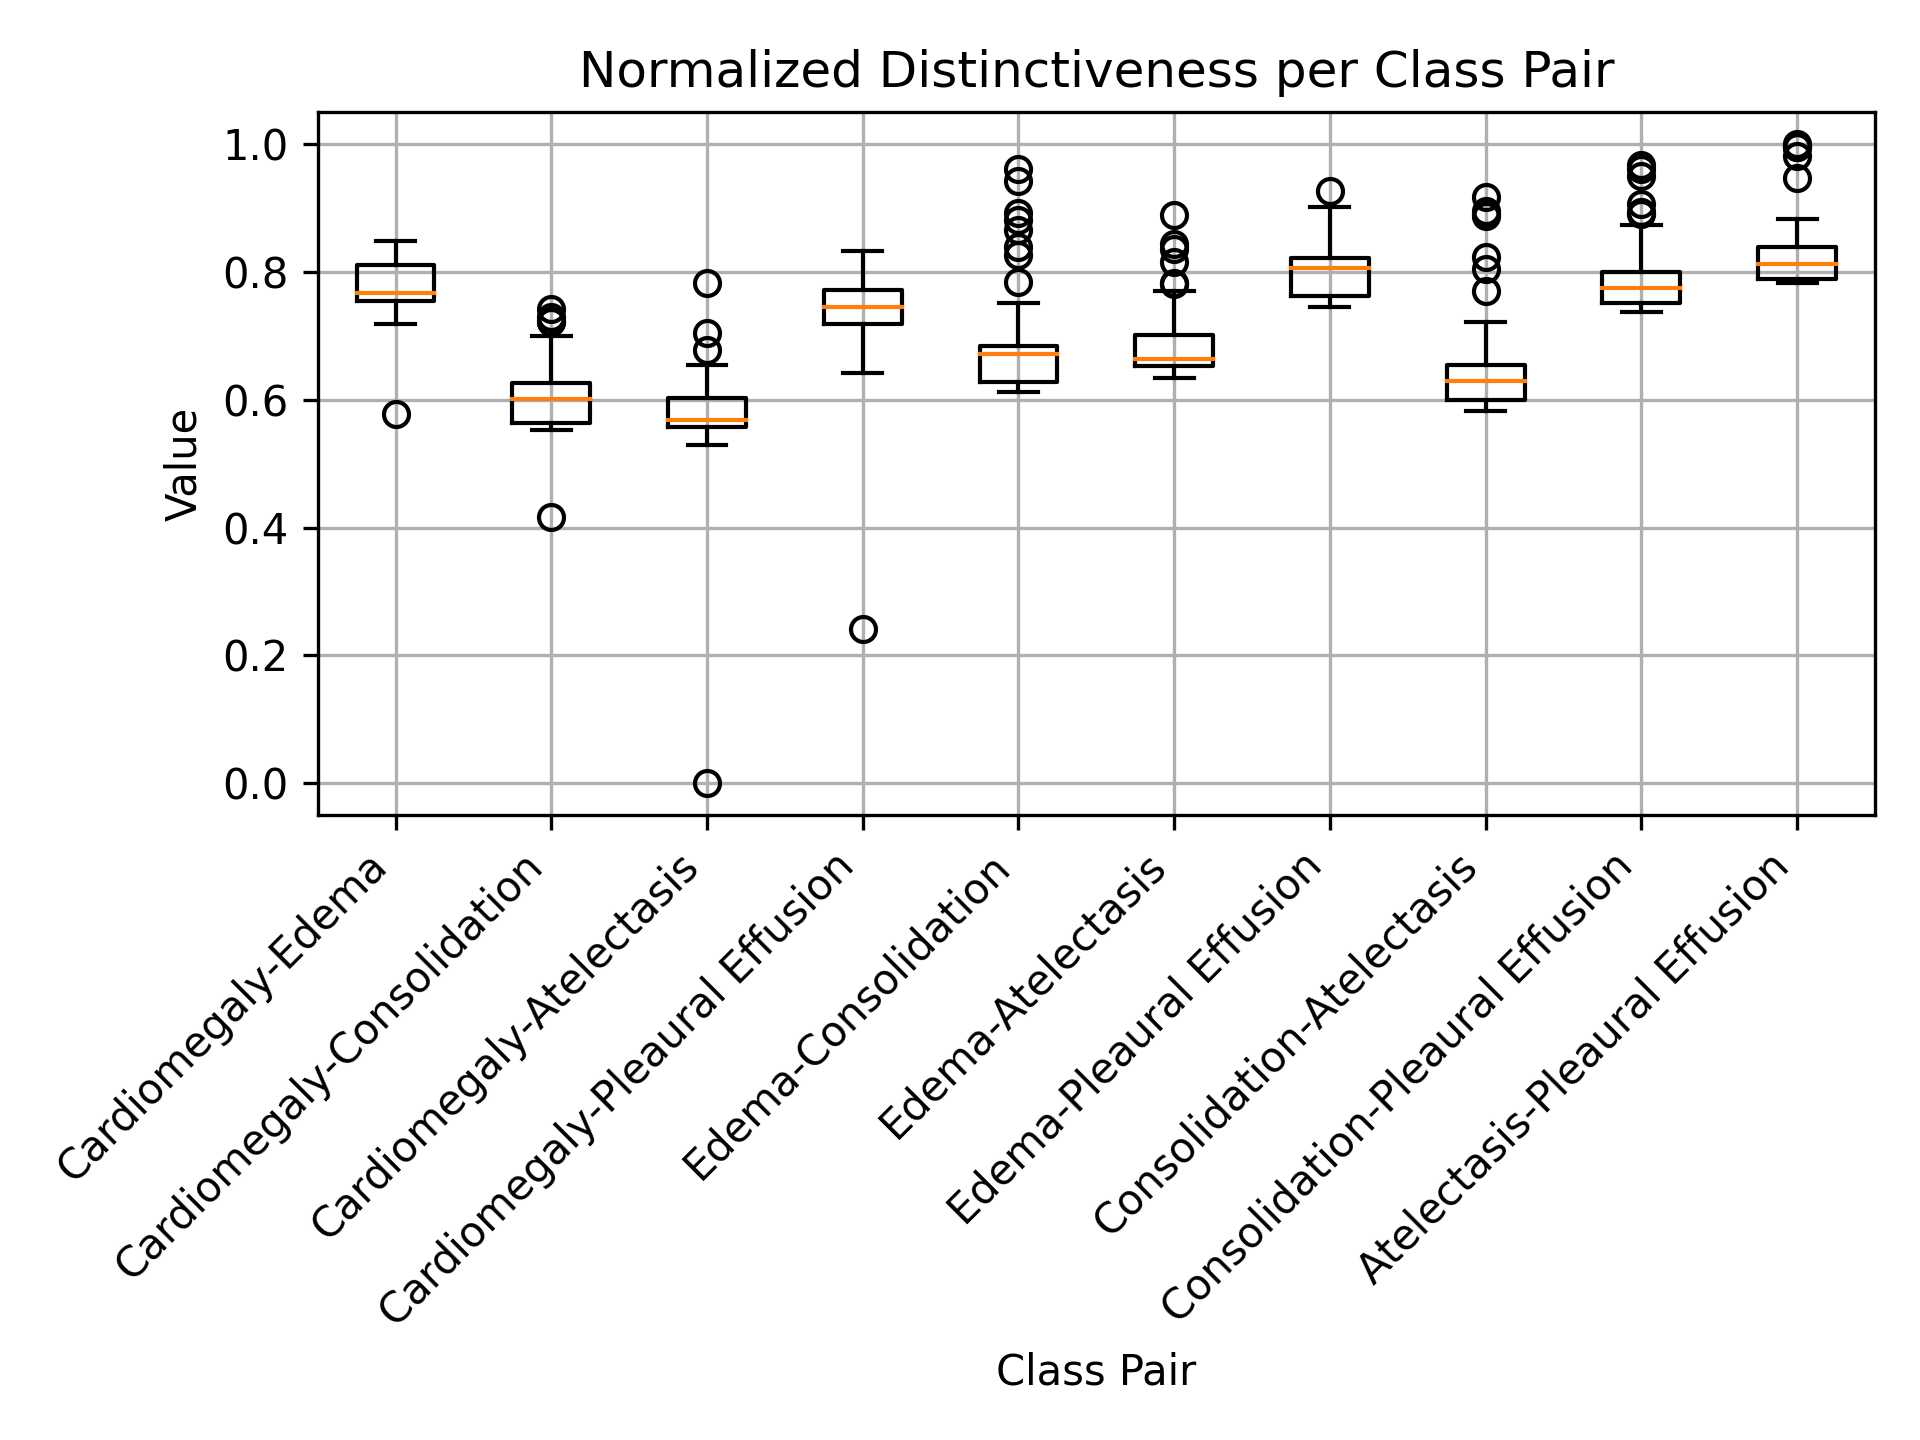 Normalized Distinctiveness per Class Pair
Value
1.0
0.8
0.6
0.4
0.2
0.0
Cardiomegaly-Edema
Cardiomegaly-Consolidation
Cardiomegaly-Atelectasis
Cardiomegaly-Pleaural Effusion
Edema-Consolidation
Edema-Atelectasis
Edema-Pleaural Effusion
Consolidation-Atelectasis
Consolidation-Pleaural Effusion
Atelectasis-Pleaural Effusion
Class Pair